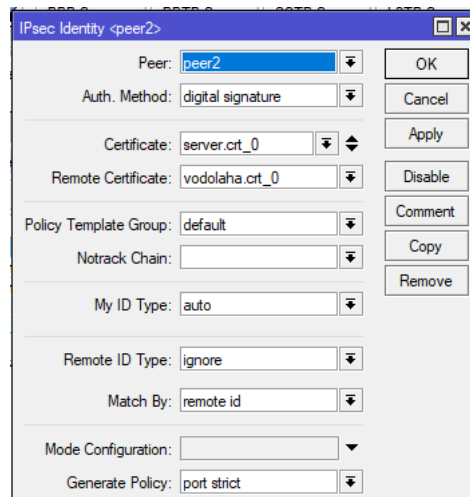 IPsec Identity <peer2>
Peer: peer2
OK
Auth. Method: digital signature
Cancel
Certificate: server.crt_0
Apply
Remote Certificate: vodolaha.crt_0
Disable
Comment
Policy Template Group: default
Copy
Notrack Chain:
Remove
My ID Type: auto
Remote ID Type: ignore
Match By: remote id
Mode Configuration:
Generate Policy: port strict